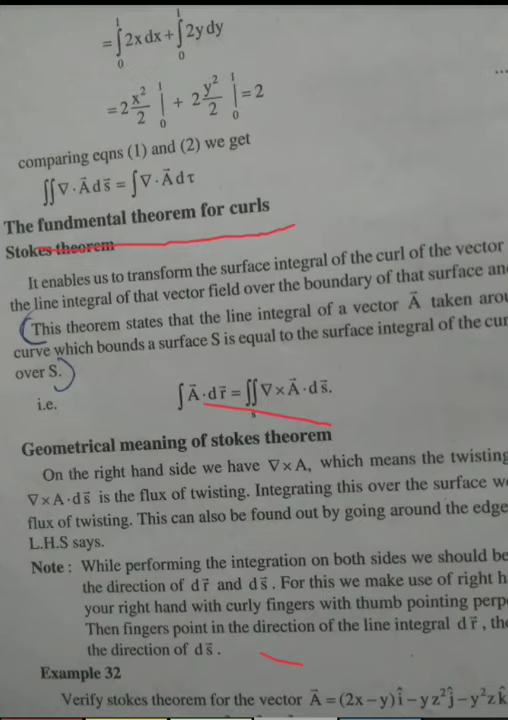 = ∫₀¹ 2x dx + ∫₀¹ 2y dy
= 2 x²/2 |₀¹ + 2 y²/2 |₀¹ = 2
comparing eqns (1) and (2) we get
∬∇·A⃗ ds⃗ = ∫∇·A⃗ dτ
The fundmental theorem for curls
Stokes theorem
It enables us to transform the surface integral of the curl of the vector
the line integral of that vector field over the boundary of that surface
This theorem states that the line integral of a vector A⃗ taken
curve which bounds a surface S is equal to the surface integral of the
over S.
i.e. ∫A⃗·dr⃗ = ∬ₛ ∇×A⃗·ds⃗.
Geometrical meaning of stokes theorem
On the right hand side we have ∇×A, which means the twisting
∇×A·ds⃗ is the flux of twisting. Integrating this over the surface
flux of twisting. This can also be found out by going around the edge
L.H.S says.
Note : While performing the integration on both sides we should be
the direction of dr⃗ and ds⃗. For this we make use of right
your right hand with curly fingers with thumb pointing
Then fingers point in the direction of the line integral dr⃗,
the direction of ds⃗.
Example 32
Verify stokes theorem for the vector A⃗ = (2x−y)î − yz²ĵ − y²z k̂